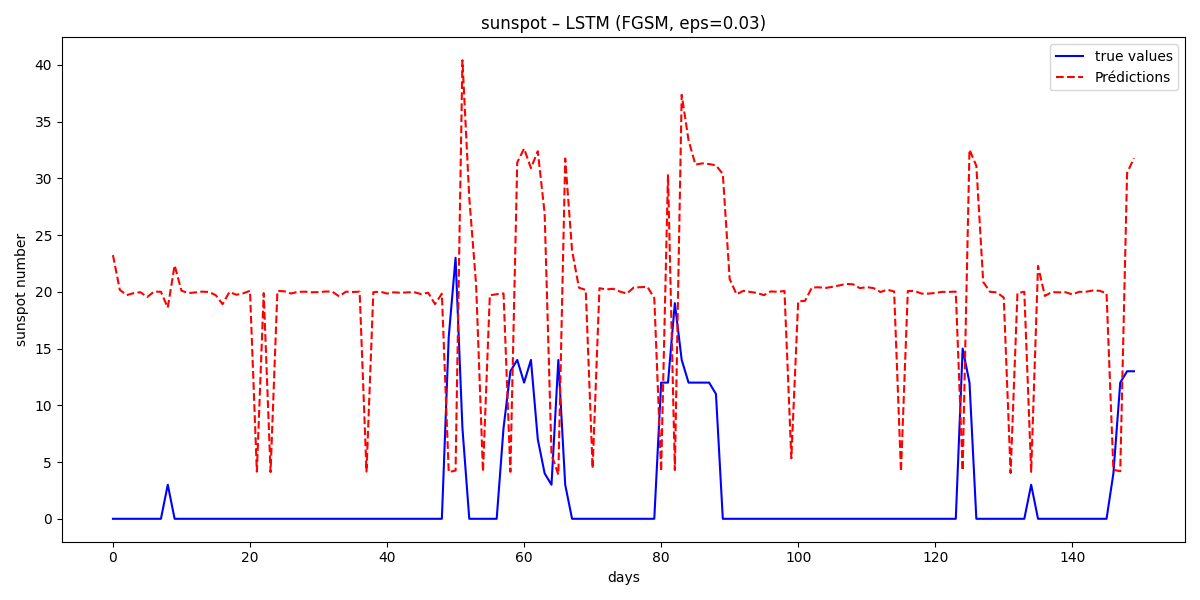 sunspot – LSTM (FGSM, eps=0.03)
true values
Prédictions
sunspot number
40
35
30
25
20
15
10
5
0
0 20 40 60 80 100 120 140
days